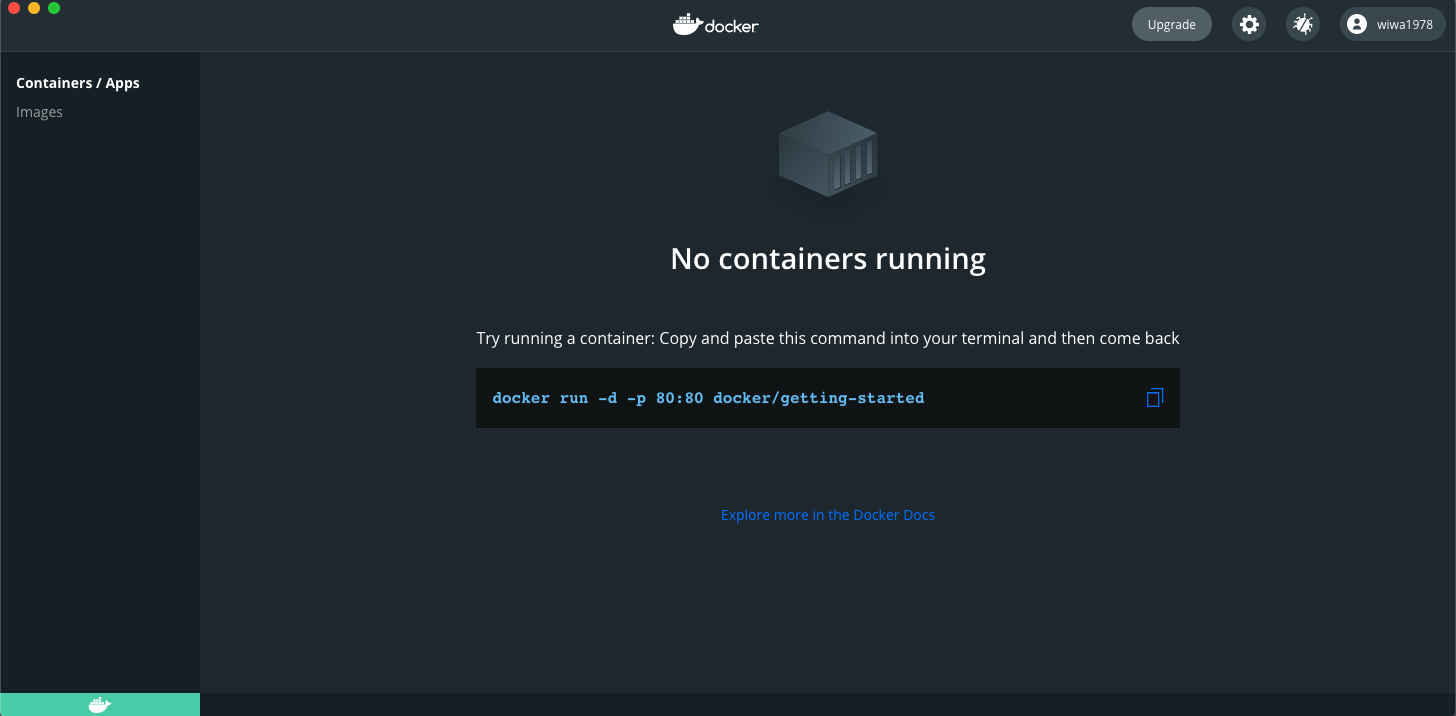 docker
Upgrade
wiwa1978
Containers / Apps
Images
No containers running
Try running a container: Copy and paste this command into your terminal and then come back
docker run -d -p 80:80 docker/getting-started
Explore more in the Docker Docs